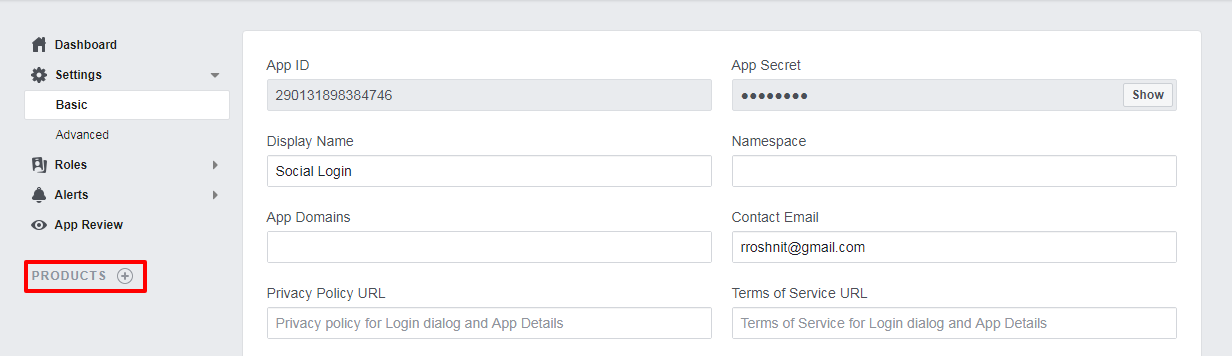 Dashboard
Settings
Basic
Advanced
Roles
Alerts
App Review
PRODUCTS
App ID
290131898384746
App Secret
●●●●●●●●
Show
Display Name
Social Login
Namespace
App Domains
Contact Email
rroshnit@gmail.com
Privacy Policy URL
Privacy policy for Login dialog and App Details
Terms of Service URL
Terms of Service for Login dialog and App Details